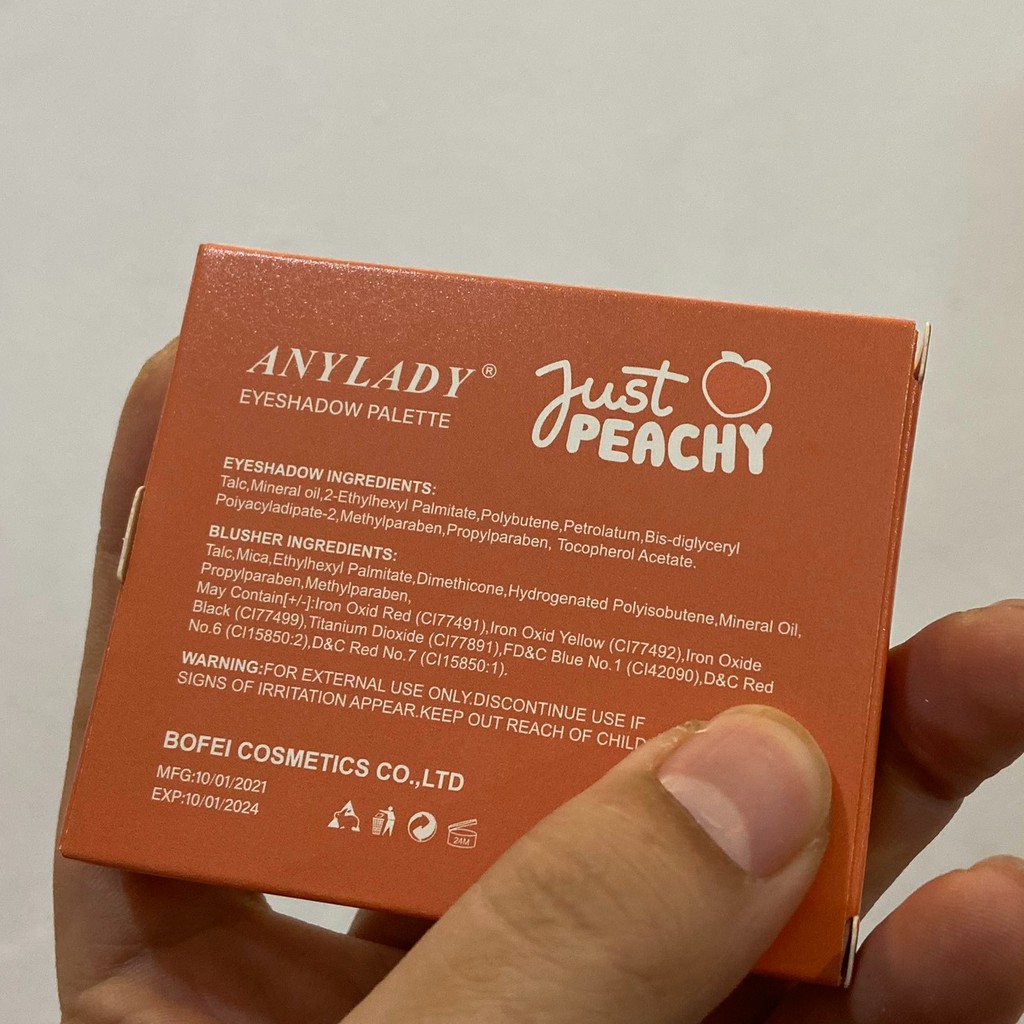 ANYLADY®
EYESHADOW PALETTE
Just
PEACHY
EYESHADOW INGREDIENTS:
Talc,Mineral oil,2-Ethylhexyl Palmitate,Polybutene,Petrolatum,Bis-diglyceryl
Poiyacyladipate-2,Methylparaben,Propylparaben, Tocopherol Acetate.
BLUSHER INGREDIENTS:
Talc,Mica,Ethylhexyl Palmitate,Dimethicone,Hydrogenated Polyisobutene,Mineral Oil,
Propylparaben,Methylparaben,
May Contain[+/-]:Iron Oxid Red (CI77491),Iron Oxid Yellow (CI77492),Iron Oxide
Black (CI77499),Titanium Dioxide (CI77891),FD&C Blue No.1 (CI42090),D&C Red
No.6 (CI15850:2),D&C Red No.7 (CI15850:1).
WARNING:FOR EXTERNAL USE ONLY.DISCONTINUE USE IF
SIGNS OF IRRITATION APPEAR.KEEP OUT REACH OF CHILD
BOFEI COSMETICS CO.,LTD
MFG:10/01/2021
EXP:10/01/2024
24M